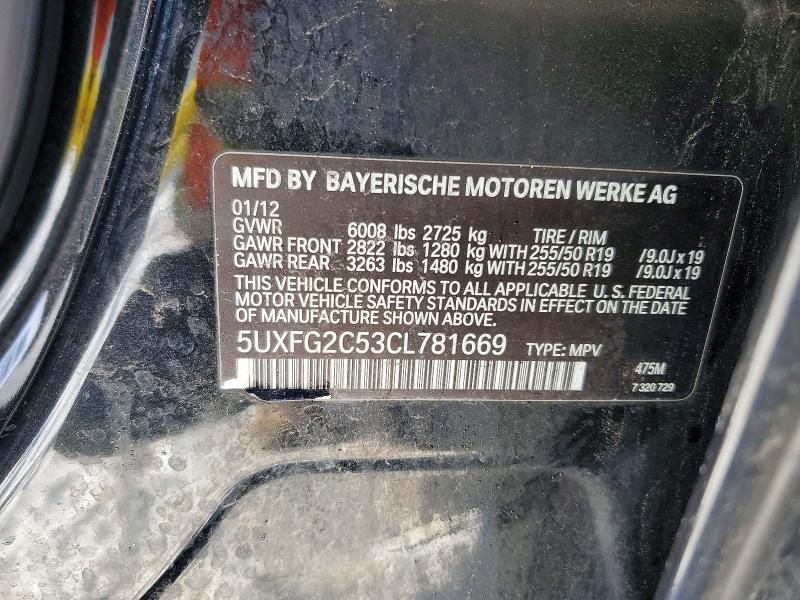 MFD BY BAYERISCHE MOTOREN WERKE AG
01/12
GVWR 6008 lbs 2725 kg TIRE / RIM
GAWR FRONT 2822 lbs 1280 kg WITH 255/50 R19 /9.0J x 19
GAWR REAR 3263 lbs 1480 kg WITH 255/50 R19 /9.0J x 19
THIS VEHICLE CONFORMS TO ALL APPLICABLE U. S. FEDERAL
MOTOR VEHICLE SAFETY STANDARDS IN EFFECT ON THE DATE
OF MANUFACTURE SHOWN ABOVE.
5UXFG2C53CL781669 TYPE: MPV
475M
7 320 729